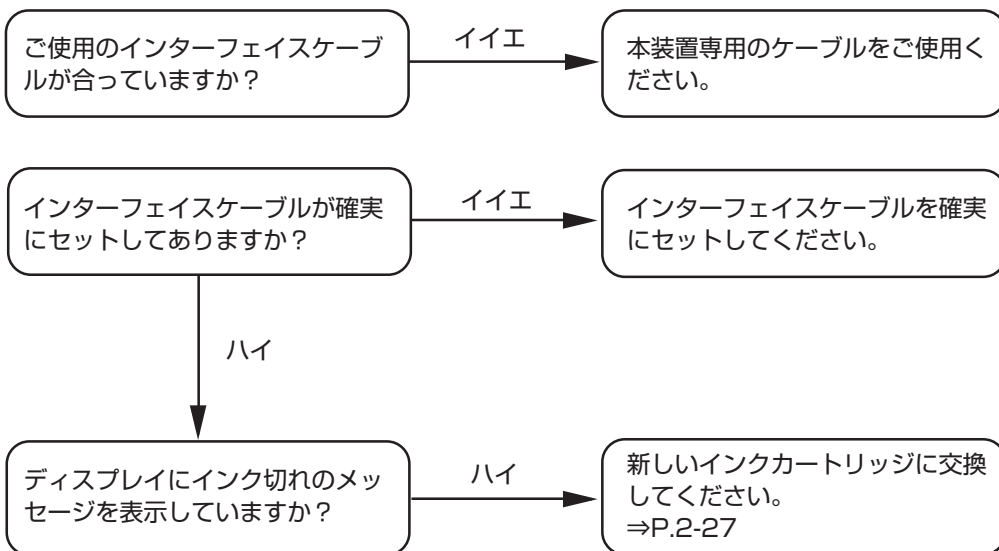 ご使用のインターフェイスケーブ
ルが合っていますか？
イイエ
本装置専用のケーブルをご使用く
ださい。
インターフェイスケーブルが確実
にセットしてありますか？
イイエ
インターフェイスケーブルを確実
にセットしてください。
ハイ
ディスプレイにインク切れのメッ
セージを表示していますか？
ハイ
新しいインクカートリッジに交換
してください。
⇒P.2-27